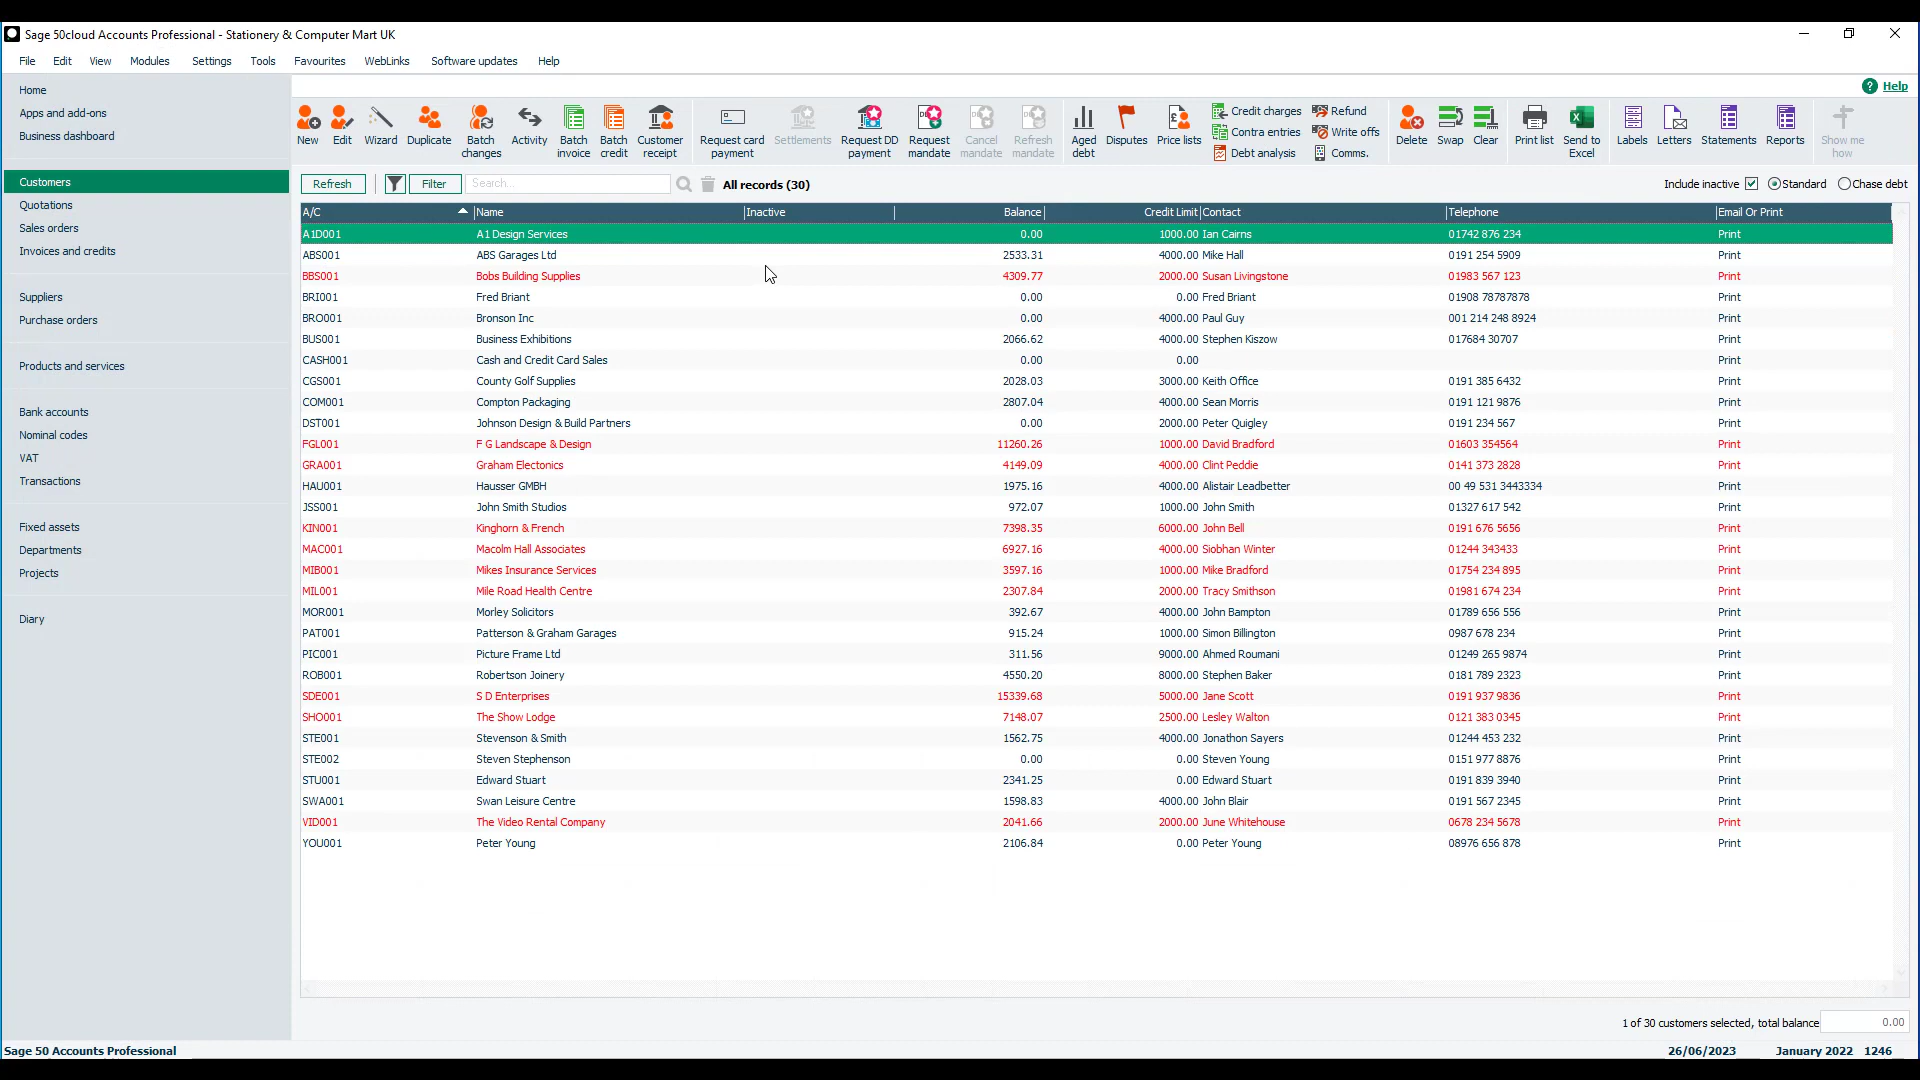 Sage 50cloud Accounts Professional - Stationery & Computer Mart UK
File Edit View Modules Settings Tools Favourites WebLinks Software updates Help
Home
Apps and add-ons
Business dashboard
Customers
Quotations
Sales orders
Invoices and credits
Suppliers
Purchase orders
Products and services
Bank accounts
Nominal codes
VAT
Transactions
Fixed assets
Departments
Projects
Diary
? Help
New Edit Wizard Duplicate Batch changes Activity Batch invoice Batch credit Customer receipt Request card payment Settlements Request DD payment Request mandate Cancel mandate Refresh mandate Aged debt Disputes Price lists
Credit charges Refund
Contra entries Write offs
Debt analysis Comms.
Delete Swap Clear Print list Send to Excel Labels Letters Statements Reports Show me how
Refresh Filter Search... All records (30) Include inactive Standard Chase debt
A/C Name Inactive Balance Credit Limit Contact Telephone Email Or Print
A1D001 A1 Design Services 0.00 1000.00 Ian Cairns 01742 876 234 Print
ABS001 ABS Garages Ltd 2533.31 4000.00 Mike Hall 0191 254 5909 Print
BBS001 Bobs Building Supplies 4309.77 2000.00 Susan Livingstone 01983 567 123 Print
BRI001 Fred Briant 0.00 0.00 Fred Briant 01908 78787878 Print
BRO001 Bronson Inc 0.00 4000.00 Paul Guy 001 214 248 8924 Print
BUS001 Business Exhibitions 2066.62 4000.00 Stephen Kiszow 017684 30707 Print
CASH001 Cash and Credit Card Sales 0.00 0.00 Print
CGS001 County Golf Supplies 2028.03 3000.00 Keith Office 0191 385 6432 Print
COM001 Compton Packaging 2807.04 4000.00 Sean Morris 0191 121 9876 Print
DST001 Johnson Design & Build Partners 0.00 2000.00 Peter Quigley 0191 234 567 Print
FGL001 F G Landscape & Design 11260.26 1000.00 David Bradford 01603 354564 Print
GRA001 Graham Electonics 4149.09 4000.00 Clint Peddie 0141 373 2828 Print
HAU001 Hausser GMBH 1975.16 4000.00 Alistair Leadbetter 00 49 531 3443334 Print
JSS001 John Smith Studios 972.07 1000.00 John Smith 01327 617 542 Print
KIN001 Kinghorn & French 7398.35 6000.00 John Bell 0191 676 5656 Print
MAC001 Macolm Hall Associates 6927.16 4000.00 Siobhan Winter 01244 343433 Print
MIB001 Mikes Insurance Services 3597.16 1000.00 Mike Bradford 01754 234 895 Print
MIL001 Mile Road Health Centre 2307.84 2000.00 Tracy Smithson 01981 674 234 Print
MOR001 Morley Solicitors 392.67 4000.00 John Bampton 01789 656 556 Print
PAT001 Patterson & Graham Garages 915.24 1000.00 Simon Billington 0987 678 234 Print
PIC001 Picture Frame Ltd 311.56 9000.00 Ahmed Roumani 01249 265 9874 Print
ROB001 Robertson Joinery 4550.20 8000.00 Stephen Baker 0181 789 2323 Print
SDE001 S D Enterprises 15339.68 5000.00 Jane Scott 0191 937 9836 Print
SHO001 The Show Lodge 7148.07 2500.00 Lesley Walton 0121 383 0345 Print
STE001 Stevenson & Smith 1562.75 4000.00 Jonathon Sayers 01244 453 232 Print
STE002 Steven Stephenson 0.00 0.00 Steven Young 0151 977 8876 Print
STU001 Edward Stuart 2341.25 0.00 Edward Stuart 0191 839 3940 Print
SWA001 Swan Leisure Centre 1598.83 4000.00 John Blair 0191 567 2345 Print
VID001 The Video Rental Company 2041.66 2000.00 June Whitehouse 0678 234 5678 Print
YOU001 Peter Young 2106.84 0.00 Peter Young 08976 656 878 Print
1 of 30 customers selected, total balance 0.00
Sage 50 Accounts Professional 26/06/2023 January 2022 1246